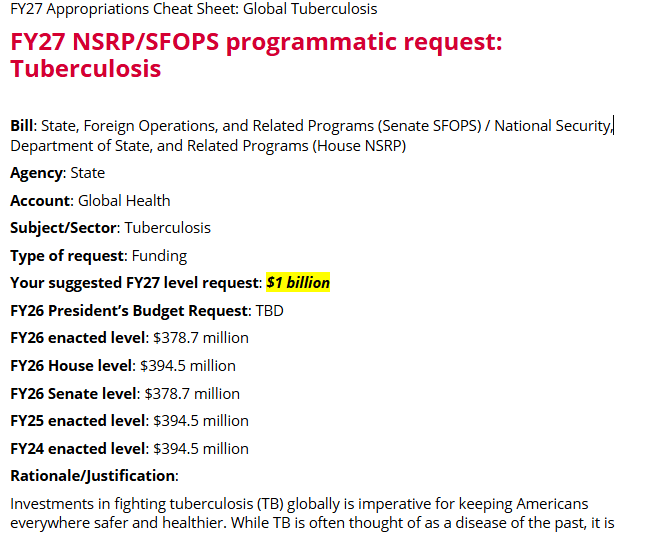 FY27 Appropriations Cheat Sheet: Global Tuberculosis
FY27 NSRP/SFOPS programmatic request:
Tuberculosis
Bill: State, Foreign Operations, and Related Programs (Senate SFOPS) / National Security,
Department of State, and Related Programs (House NSRP)
Agency: State
Account: Global Health
Subject/Sector: Tuberculosis
Type of request: Funding
Your suggested FY27 level request: $1 billion
FY26 President’s Budget Request: TBD
FY26 enacted level: $378.7 million
FY26 House level: $394.5 million
FY26 Senate level: $378.7 million
FY25 enacted level: $394.5 million
FY24 enacted level: $394.5 million
Rationale/Justification:
Investments in fighting tuberculosis (TB) globally is imperative for keeping Americans
everywhere safer and healthier. While TB is often thought of as a disease of the past, it is